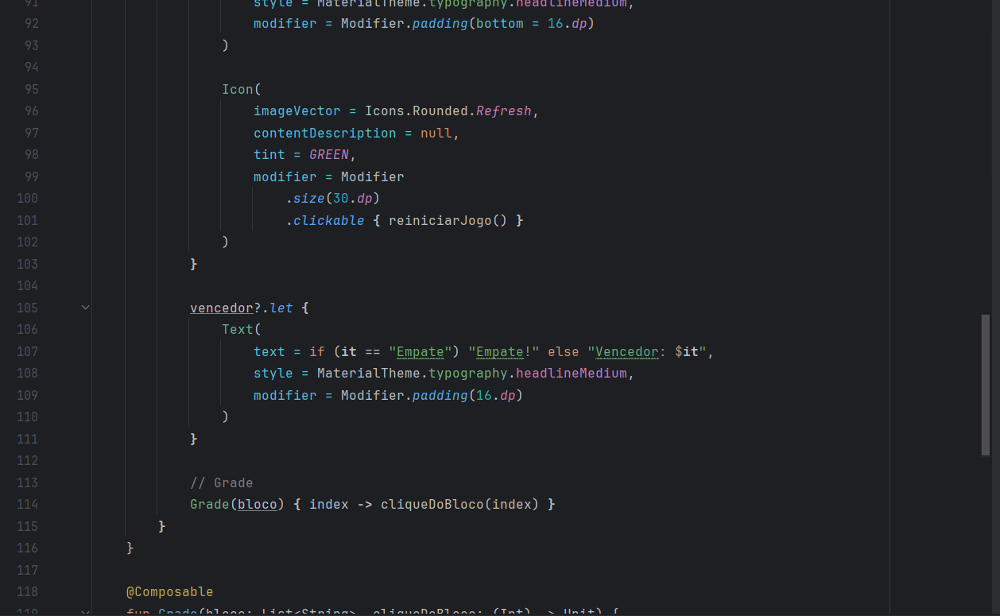 91 style = MaterialTheme.typography.headlineMedium,
92 modifier = Modifier.padding(bottom = 16.dp)
93 )
94
95 Icon(
96 imageVector = Icons.Rounded.Refresh,
97 contentDescription = null,
98 tint = GREEN,
99 modifier = Modifier
100 .size(30.dp)
101 .clickable { reiniciarJogo() }
102 )
103 }
104
105 vencedor?.let {
106 Text(
107 text = if (it == "Empate") "Empate!" else "Vencedor: $it",
108 style = MaterialTheme.typography.headlineMedium,
109 modifier = Modifier.padding(16.dp)
110 )
111 }
112
113 // Grade
114 Grade(bloco) { index -> cliqueDoBloco(index) }
115 }
116 }
117
118 @Composable
119 fun Grade(bloco: List<String>, cliqueDoBloco: (Int) -> Unit) {